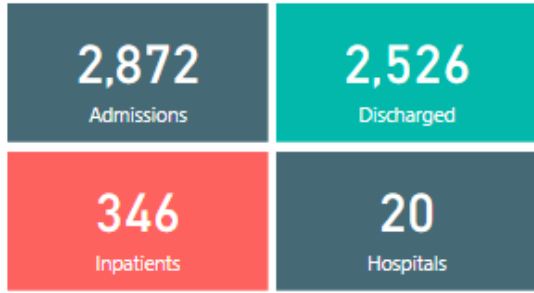 2,872
Admissions
2,526
Discharged
346
Inpatients
20
Hospitals